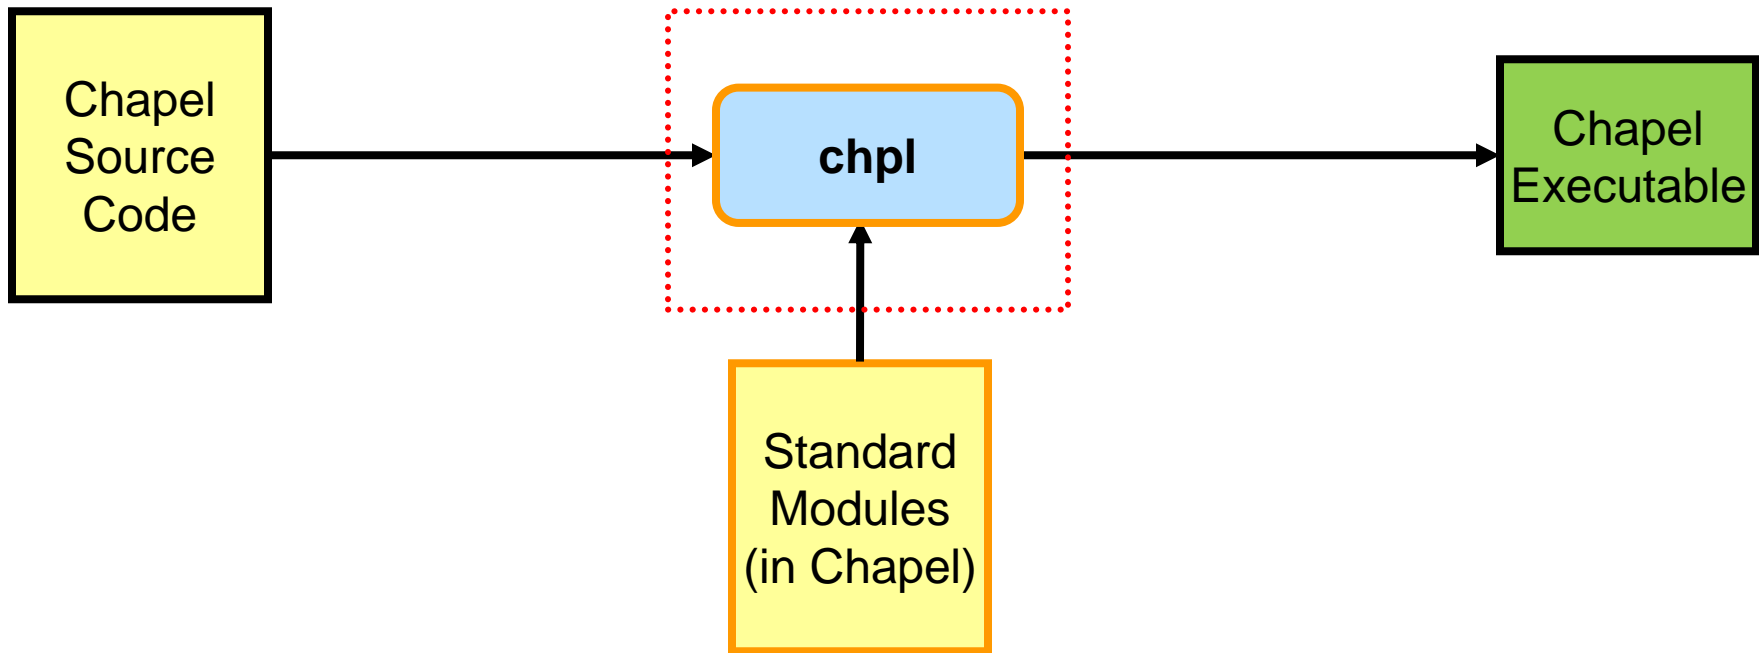 Chapel
Source
Code
chpl
Chapel
Executable
Standard
Modules
(in Chapel)